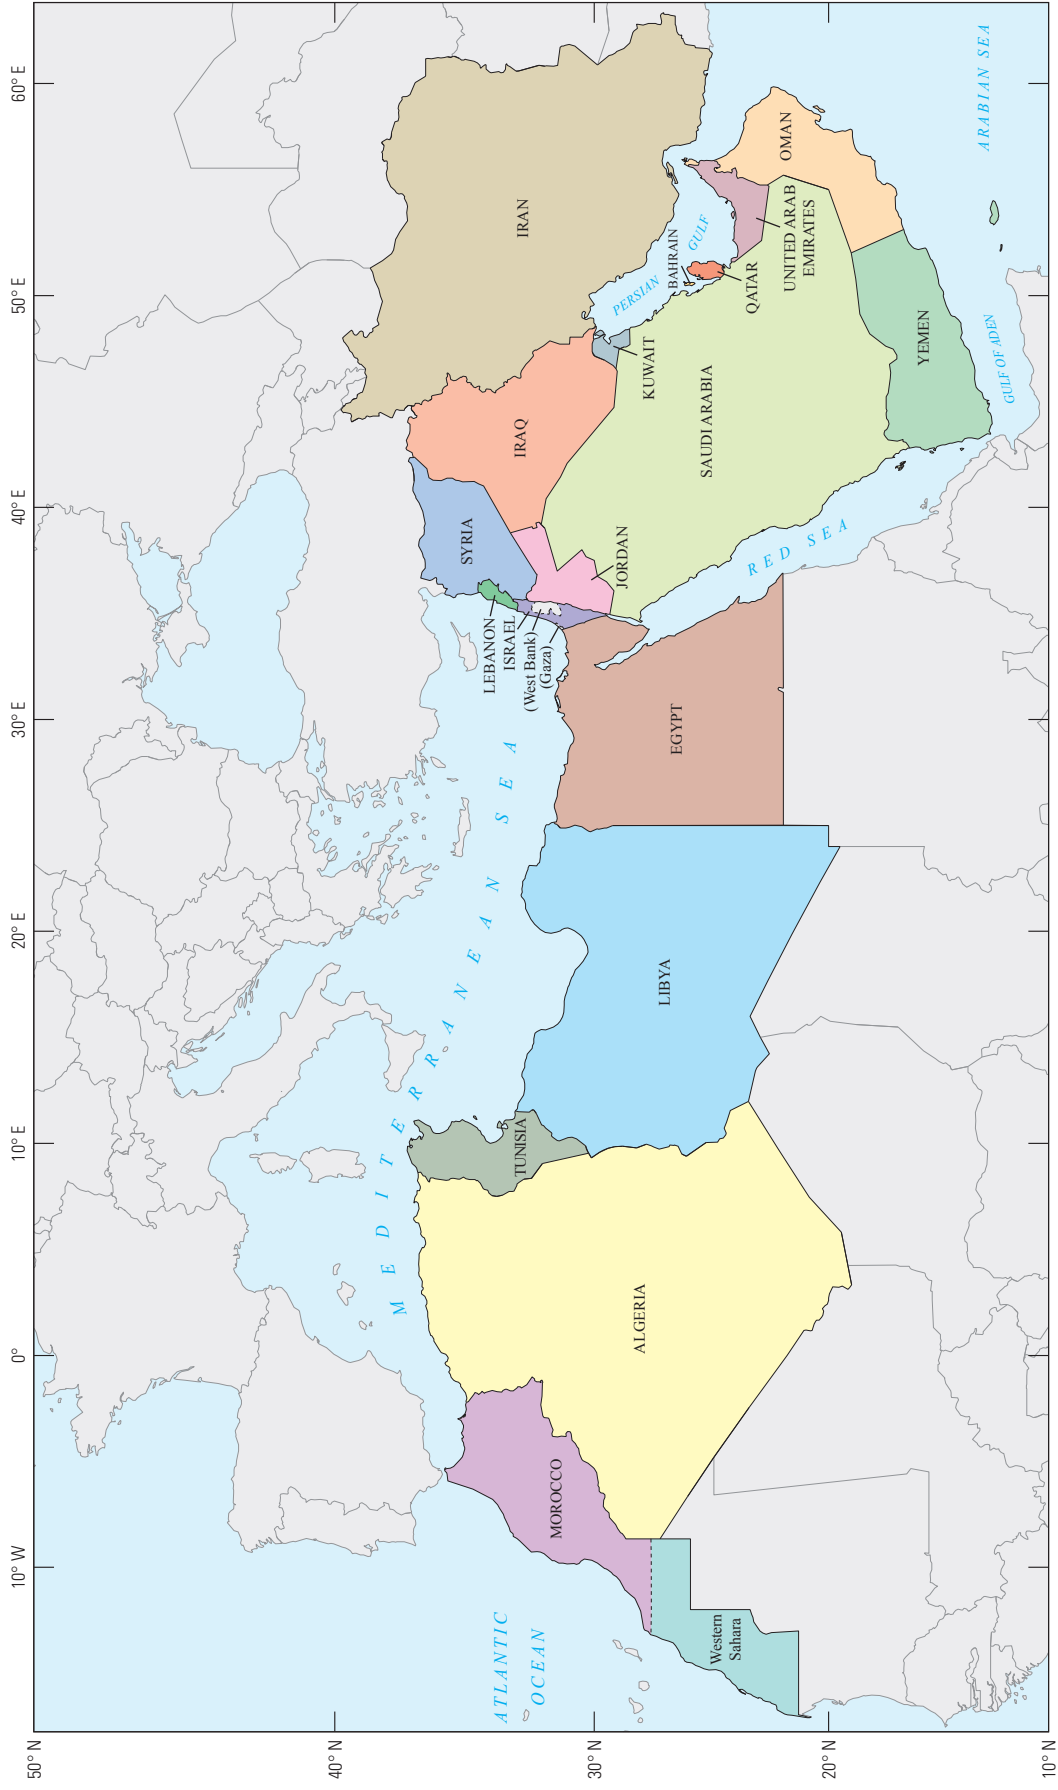 10° W
0°
10° E
20° E
30° E
40° E
50° E
60° E
50° N
40° N
30° N
20° N
10° N
ATLANTIC
OCEAN
MEDITERRANEAN SEA
RED SEA
PERSIAN
GULF
GULF OF ADEN
ARABIAN SEA
MOROCCO
Western
Sahara
ALGERIA
TUNISIA
LIBYA
EGYPT
LEBANON
ISRAEL
(West Bank)
(Gaza)
SYRIA
JORDAN
IRAQ
KUWAIT
SAUDI ARABIA
BAHRAIN
QATAR
UNITED ARAB
EMIRATES
IRAN
OMAN
YEMEN